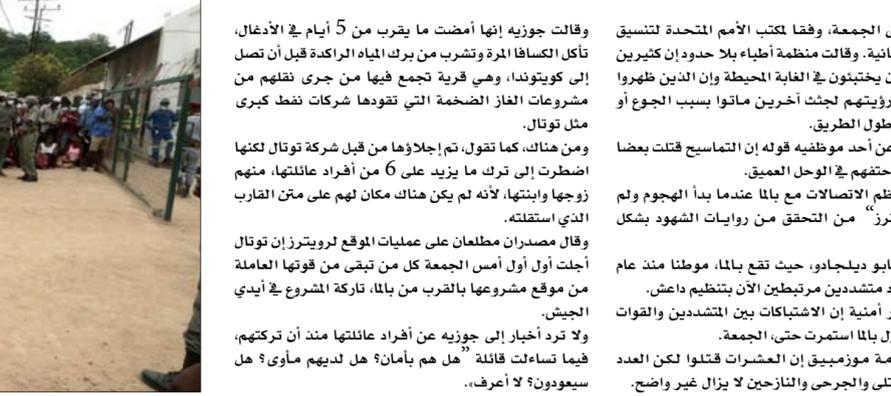 ى الجمعة، وفقا لمكتب الأمم المتحدة لتنسيق
انية. وقالت منظمة أطباء بلا حدود إن كثيرين
ن يختبئون في الغابة المحيطة وإن الذين ظهروا
رؤيتهم لجثث آخرين ماتوا بسبب الجوع أو
طول الطريق.
ن أحد موظفيه قوله إن التماسيح قتلت بعضا
حتفهم في الوحل العميق.
ظم الاتصالات مع بالما عندما بدأ الهجوم ولم
رز“ من التحقق من روايات الشهود بشكل
ابو ديلجادو، حيث تقع بالما، موطنا منذ عام
د متشددين مرتبطين الآن بتنظيم داعش.
ر أمنية إن الاشتباكات بين المتشددين والقوات
ل بالما استمرت حتى، الجمعة.
مة موزمبيق إن العشرات قتلوا لكن العدد
تلى والجرحى والنازحين لا يزال غير واضح.
وقالت جوزيه إنها أمضت ما يقرب من 5 أيام في الأدغال،
تأكل الكسافا المرة وتشرب من برك المياه الراكدة قبل أن تصل
إلى كويتوندا، وهي قرية تجمع فيها من جرى نقلهم من
مشروعات الغاز الضخمة التي تقودها شركات نفط كبرى
مثل توتال.
ومن هناك، كما تقول، تم إجلاؤها من قبل شركة توتال لكنها
اضطرت إلى ترك ما يزيد على 6 من أفراد عائلتها، منهم
زوجها وابنتها، لأنه لم يكن هناك مكان لهم على متن القارب
الذي استقلته.
وقال مصدران مطلعان على عمليات الموقع لرويترز إن توتال
أجلت أول أول أمس الجمعة كل من تبقى من قوتها العاملة
من موقع مشروعها بالقرب من بالما، تاركة المشروع في أيدي
الجيش.
ولا ترد أخبار إلى جوزيه عن أفراد عائلتها منذ أن تركتهم،
فيما تساءلت قائلة ”هل هم بأمان؟ هل لديهم مأوى؟ هل
سيعودون؟ لا أعرف».